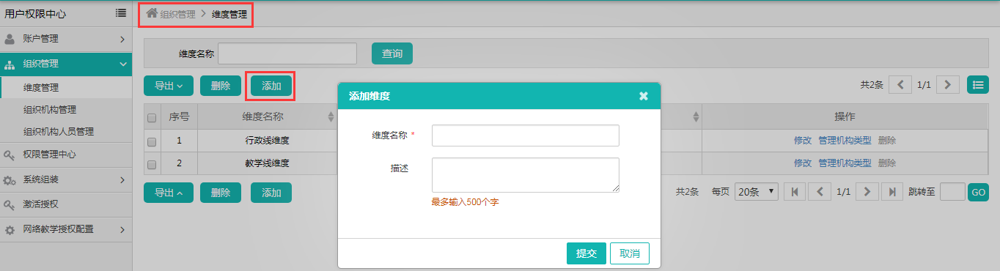 用户权限中心
组织管理 > 维度管理
账户管理
组织管理
维度管理
组织机构管理
组织机构人员管理
权限管理中心
系统组装
激活授权
网络教学授权配置
维度名称 查询
导出 删除 添加 共2条 1/1
序号 维度名称 操作
1 行政线维度 修改 管理机构类型 删除
2 教学线维度 修改 管理机构类型 删除
导出 删除 添加 共2条 每页 20条 1/1 跳转至 GO
添加维度
维度名称 *
描述
最多输入500个字
提交 取消